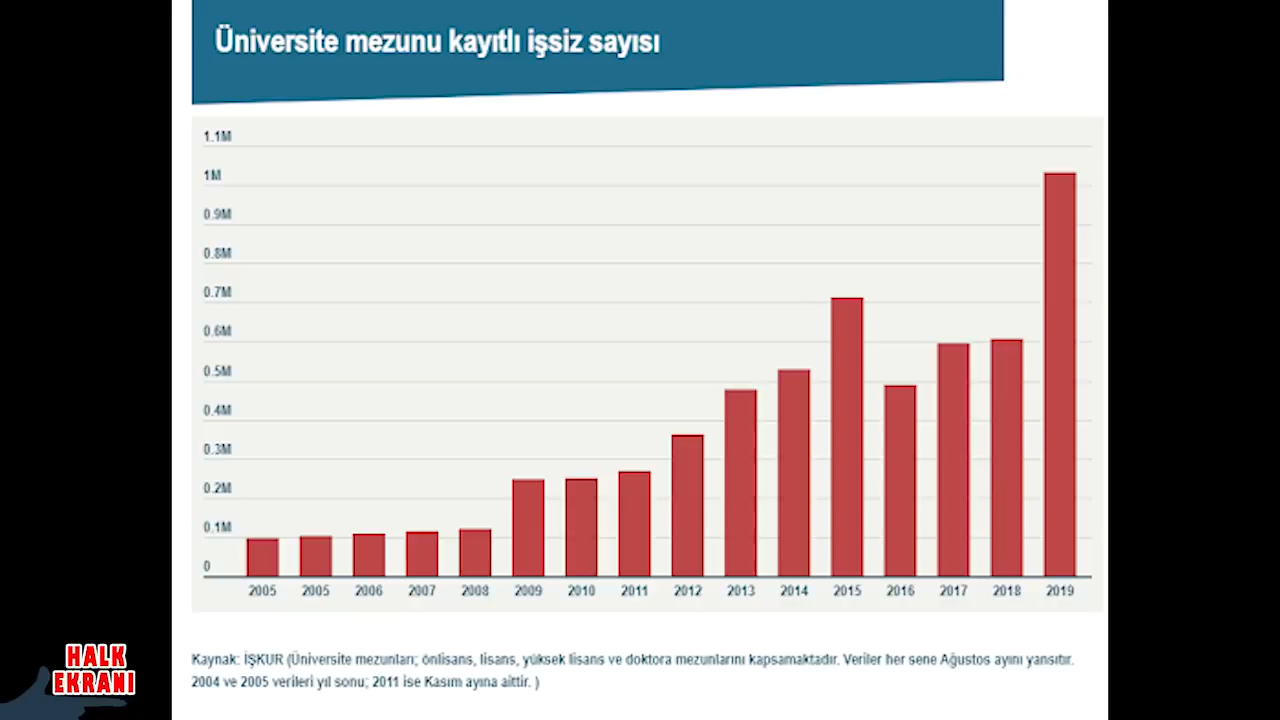 Üniversite mezunu kayıtlı işsiz sayısı
1.1M
1M
0.9M
0.8M
0.7M
0.6M
0.5M
0.4M
0.3M
0.2M
0.1M
0
2005 2005 2006 2007 2008 2009 2010 2011 2012 2013 2014 2015 2016 2017 2018 2019
Kaynak: İŞKUR (Üniversite mezunları; önlisans, lisans, yüksek lisans ve doktora mezunlarını kapsamaktadır. Veriler her sene Ağustos ayını yansıtır.
2004 ve 2005 verileri yıl sonu; 2011 ise Kasım ayına aittir. )
HALK
EKRANI